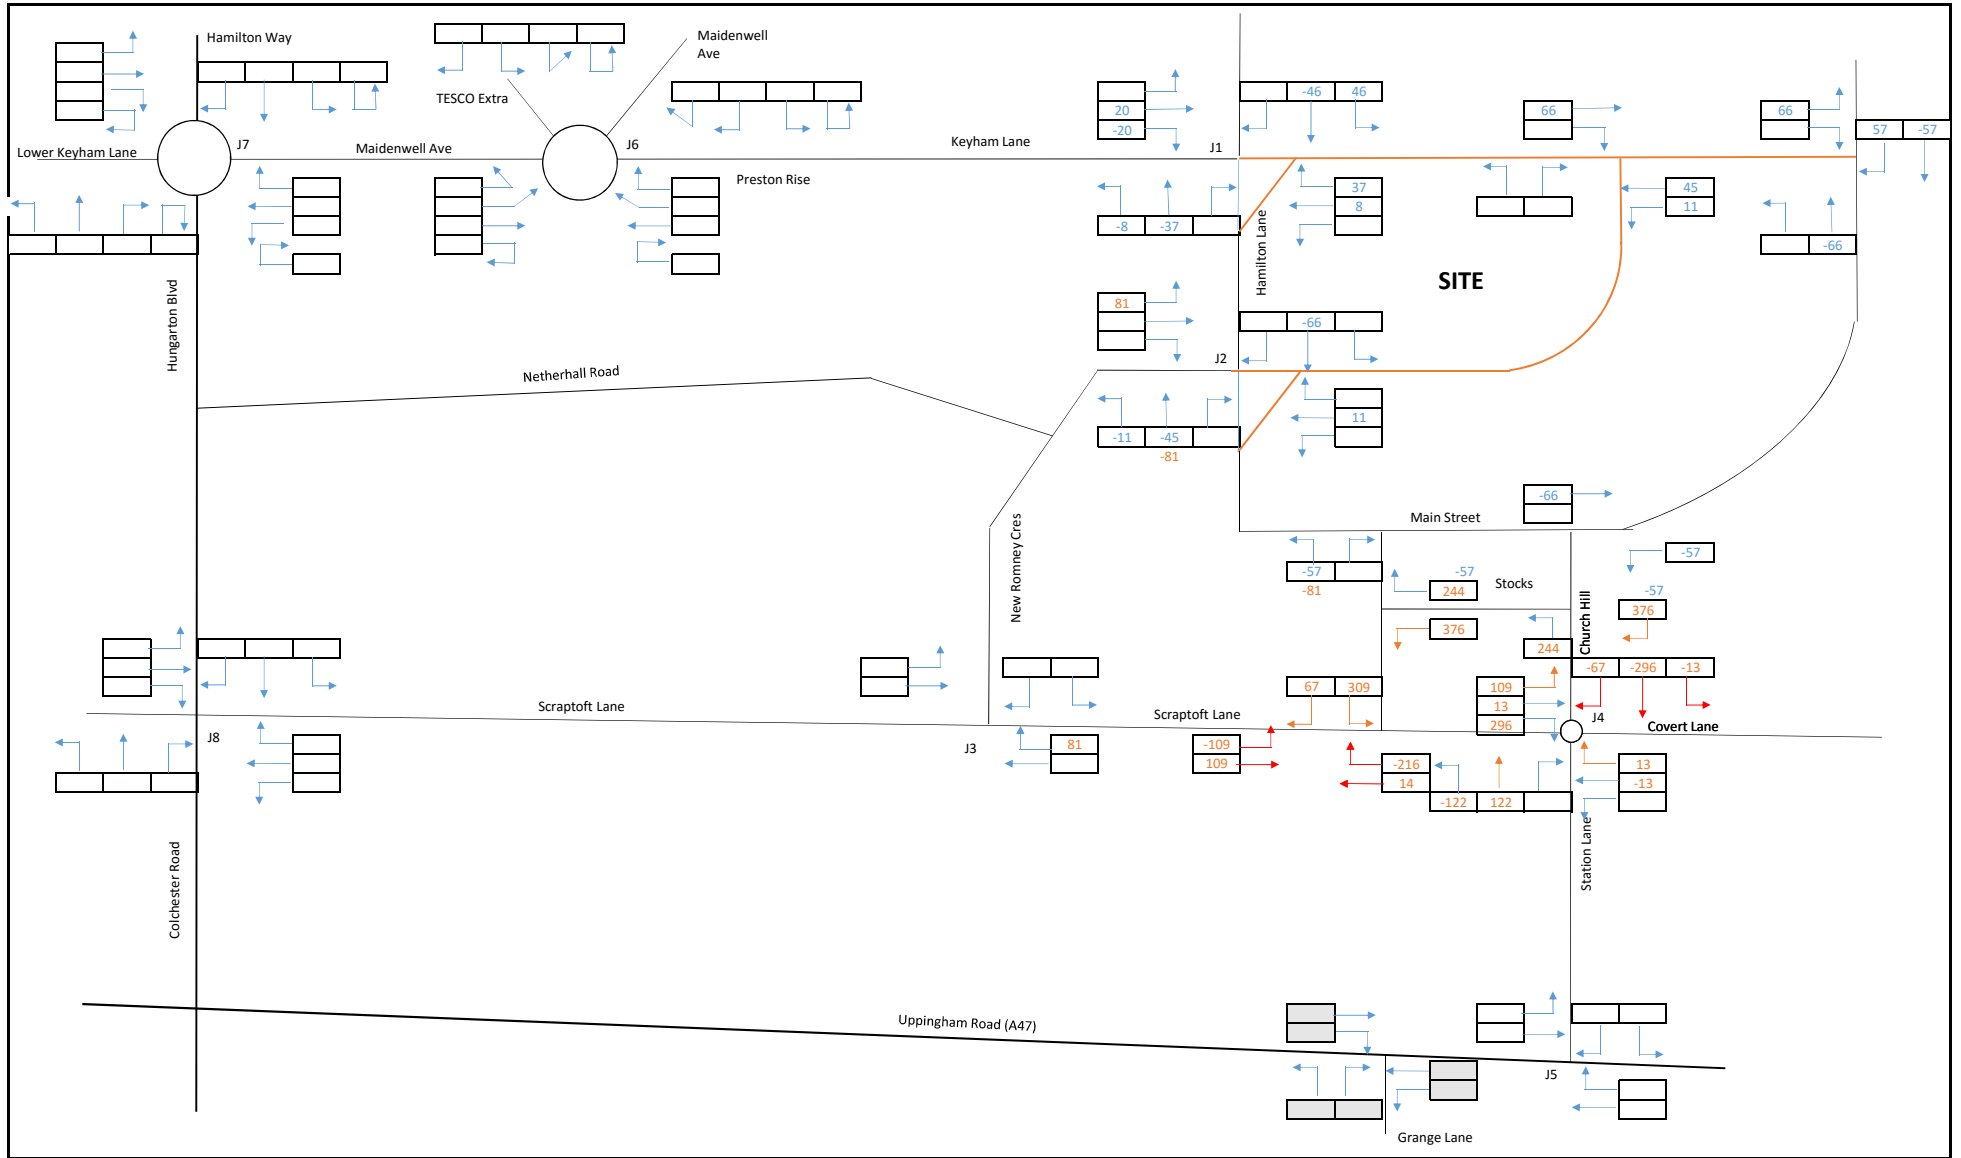 Hamilton Way
Maidenwell
Ave
TESCO Extra
-46 46
20
-20
66
66
57 -57
J7
J6
J1
Lower Keyham Lane
Maidenwell Ave
Keyham Lane
Preston Rise
37
8
45
11
-8 -37
-66
Hamilton Lane
SITE
Hungarton Blvd
81
-66
J2
Netherhall Road
11
-11 -45
-81
-66
Main Street
New Romney Cres
-57
-57
-81
-57
244
Stocks
-57
376
376
Church Hill
244
-67 -296 -13
67 309
109
13
296
Scraptoft Lane
Scraptoft Lane
J4
Covert Lane
J8
J3
81
-109
109
-216
14
13
-13
-122 122
Station Lane
Colchester Road
Uppingham Road (A47)
J5
Grange Lane